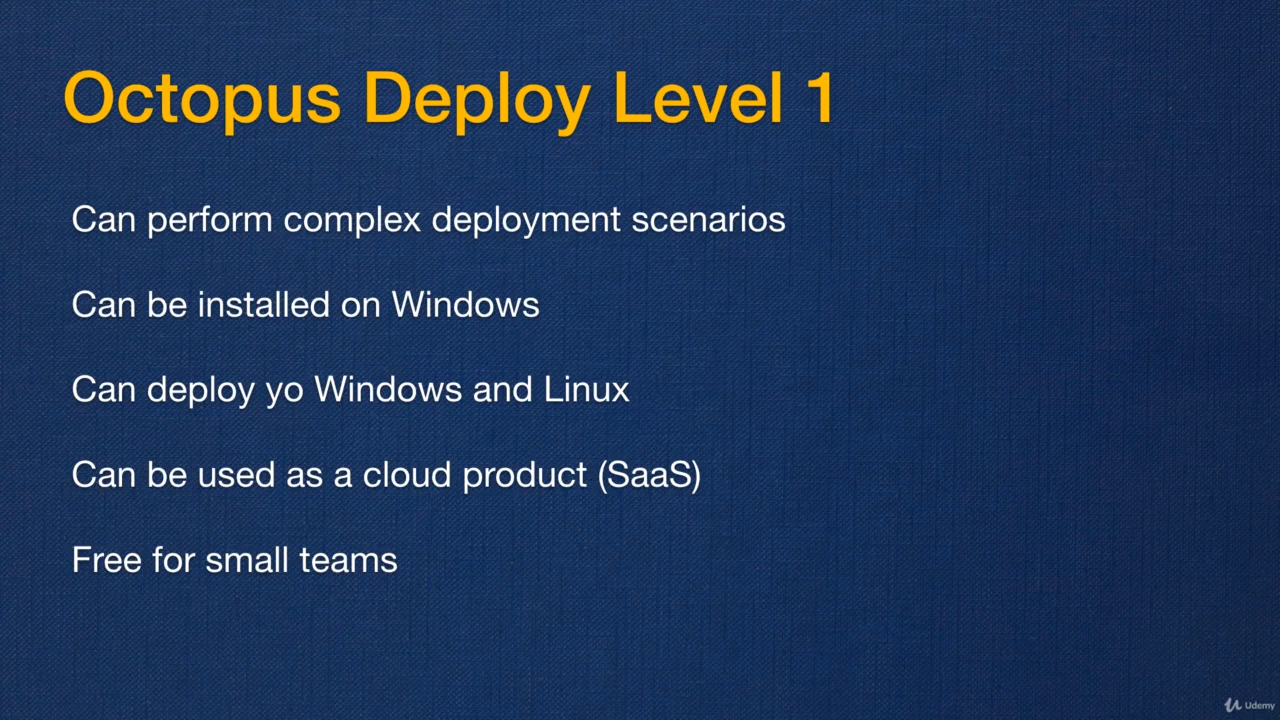 Octopus Deploy Level 1
Can perform complex deployment scenarios
Can be installed on Windows
Can deploy yo Windows and Linux
Can be used as a cloud product (SaaS)
Free for small teams
Udemy